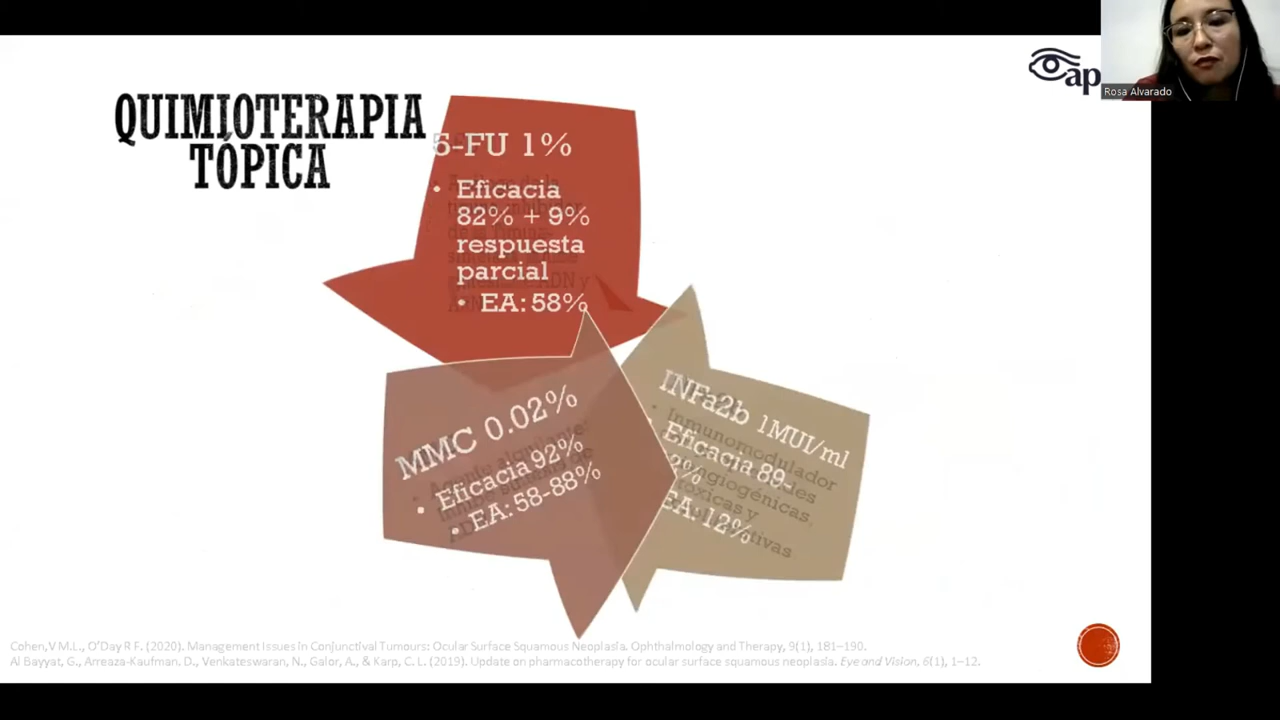 QUIMIOTERAPIA
TÓPICA
ap
Rosa Alvarado
5-FU 1%
• Eficacia
82% + 9%
respuesta
parcial
• EA: 58%
MMC 0.02%
• Eficacia 92%
• EA: 58-88%
INFa2b 1MUI/ml
Eficacia 89-
EA: 12%
Inmunomodulador
Cohen, V M.L., O'Day R F. (2020). Management Issues in Conjunctival Tumours: Ocular Surface Squamous Neoplasia. Ophthalmology and Therapy, 9(1), 181–190.
Al Bayyat, G., Arreaza-Kaufman. D., Venkateswaran, N., Galor, A., & Karp, C. L. (2019). Update on pharmacotherapy for ocular surface squamous neoplasia. Eye and Vision, 6(1), 1–12.